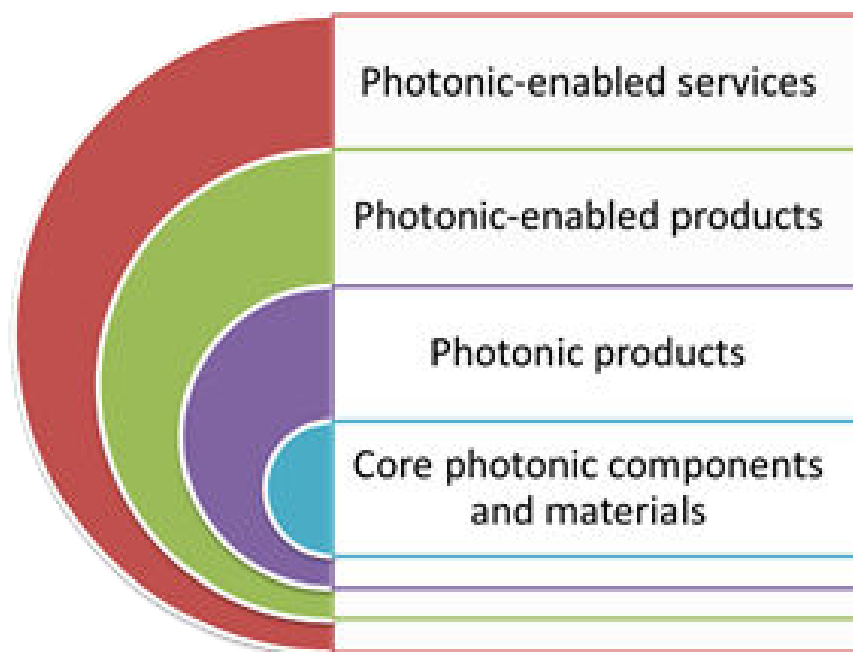 Photonic-enabled services
Photonic-enabled products
Photonic products
Core photonic components
and materials